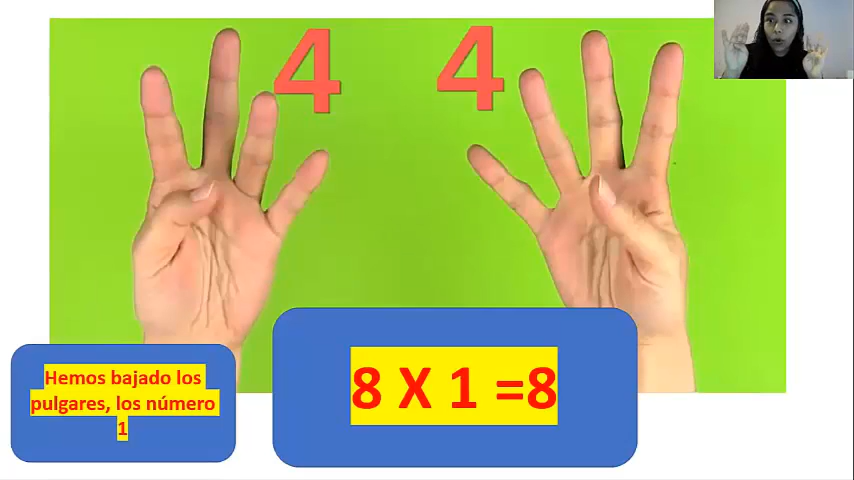 4 4
Hemos bajado los
pulgares, los número
1
8 X 1 =8